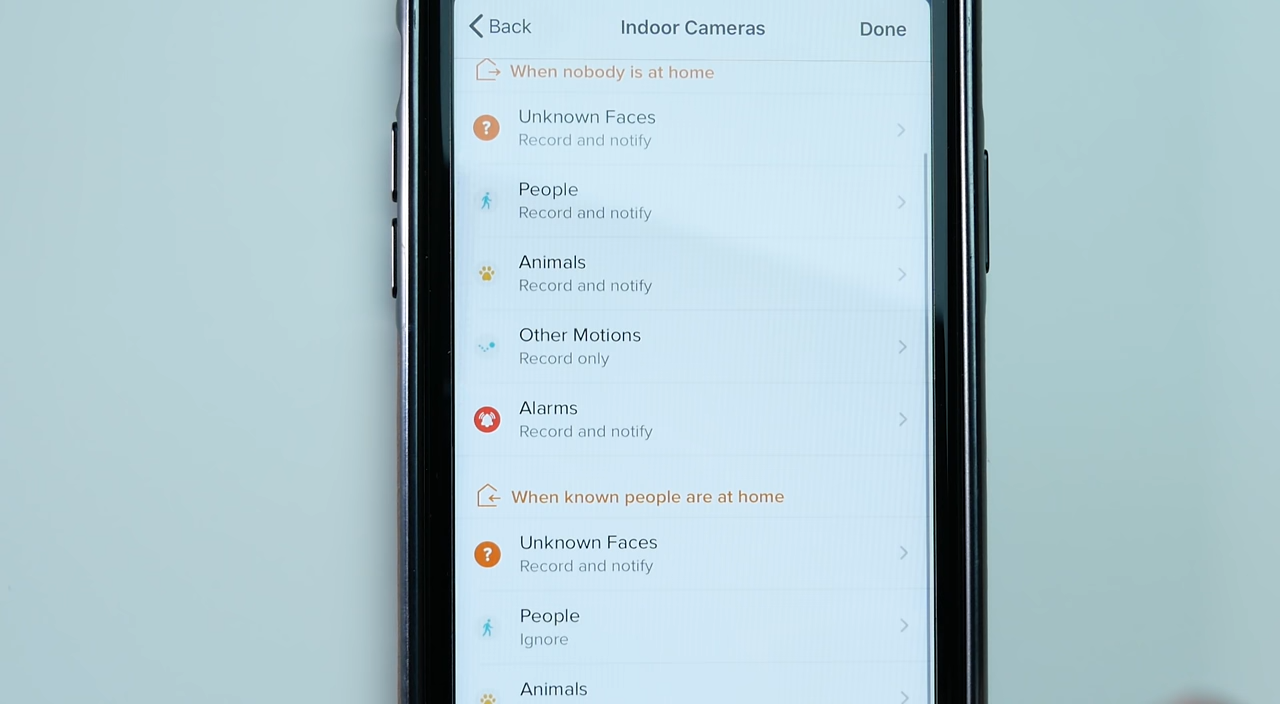 Back
Indoor Cameras
Done
When nobody is at home
? Unknown Faces
Record and notify
People
Record and notify
Animals
Record and notify
Other Motions
Record only
Alarms
Record and notify
When known people are at home
? Unknown Faces
Record and notify
People
Ignore
Animals